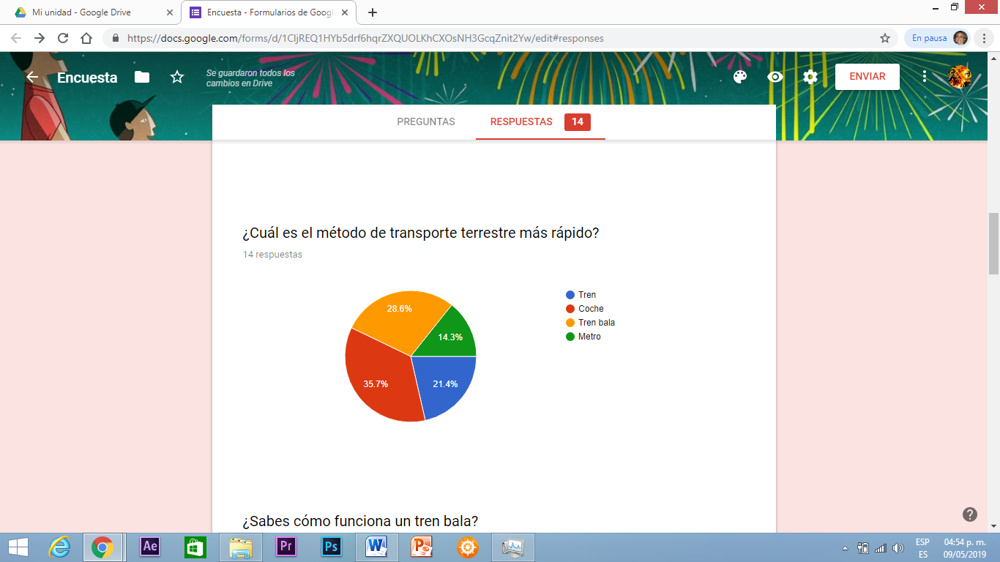 Mi unidad - Google Drive
Encuesta - Formularios de Googl
https://docs.google.com/forms/d/1CljREQ1HYb5drf6hqrZXQUOLKhCXOsNH3GcqZnit2Yw/edit#responses
En pausa
Encuesta
Se guardaron todos los
cambios en Drive
ENVIAR
PREGUNTAS
RESPUESTAS
14
¿Cuál es el método de transporte terrestre más rápido?
14 respuestas
28.6%
14.3%
35.7%
21.4%
Tren
Coche
Tren bala
Metro
¿Sabes cómo funciona un tren bala?
Ae
Pr
Ps
W
P
ESP
ES
04:54 p. m.
09/05/2019